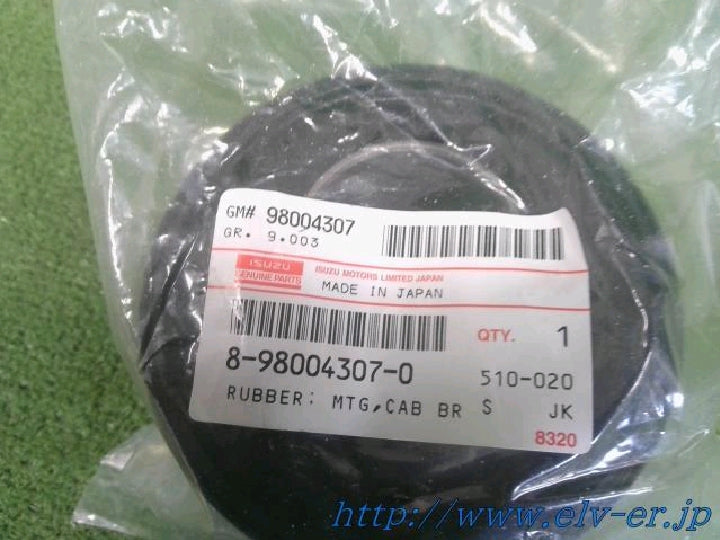 GM# 98004307
GR. 9.003
ISUZU
GENUINE PARTS
ISUZU MOTORS LIMITED JAPAN
MADE IN JAPAN
QTY. 1
8-98004307-0
510-020
RUBBER; MTG,CAB BR S JK
8320
http://www.elv-er.jp